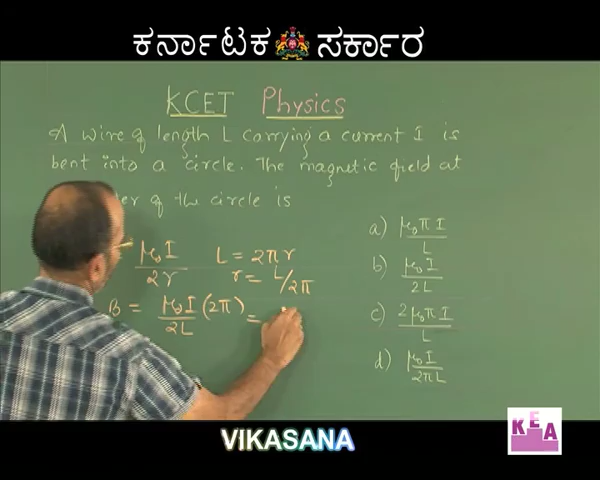 ಕರ್ನಾಟಕ ಸರ್ಕಾರ
KCET Physics
A wire of length L carrying a current I is
bent into a circle. The magnetic field at
of the circle is
μ₀I/2r L = 2πr
r = L/2π
B = μ₀I/2L (2π) =
a) μ₀πI/L
b) μ₀I/2L
c) 2μ₀πI/L
d) μ₀I/2πL
KEA
VIKASANA